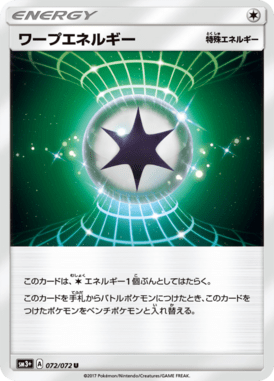 ENERGY
ワープエネルギー 特殊エネルギー
このカードは、エネルギー1個ぶんとしてはたらく。
このカードを手札からバトルポケモンにつけたとき、このカードを
つけたポケモンをベンチポケモンと入れ替える。
sm3+ A 072/072 U
©2017 Pokémon/Nintendo/Creatures/GAME FREAK.